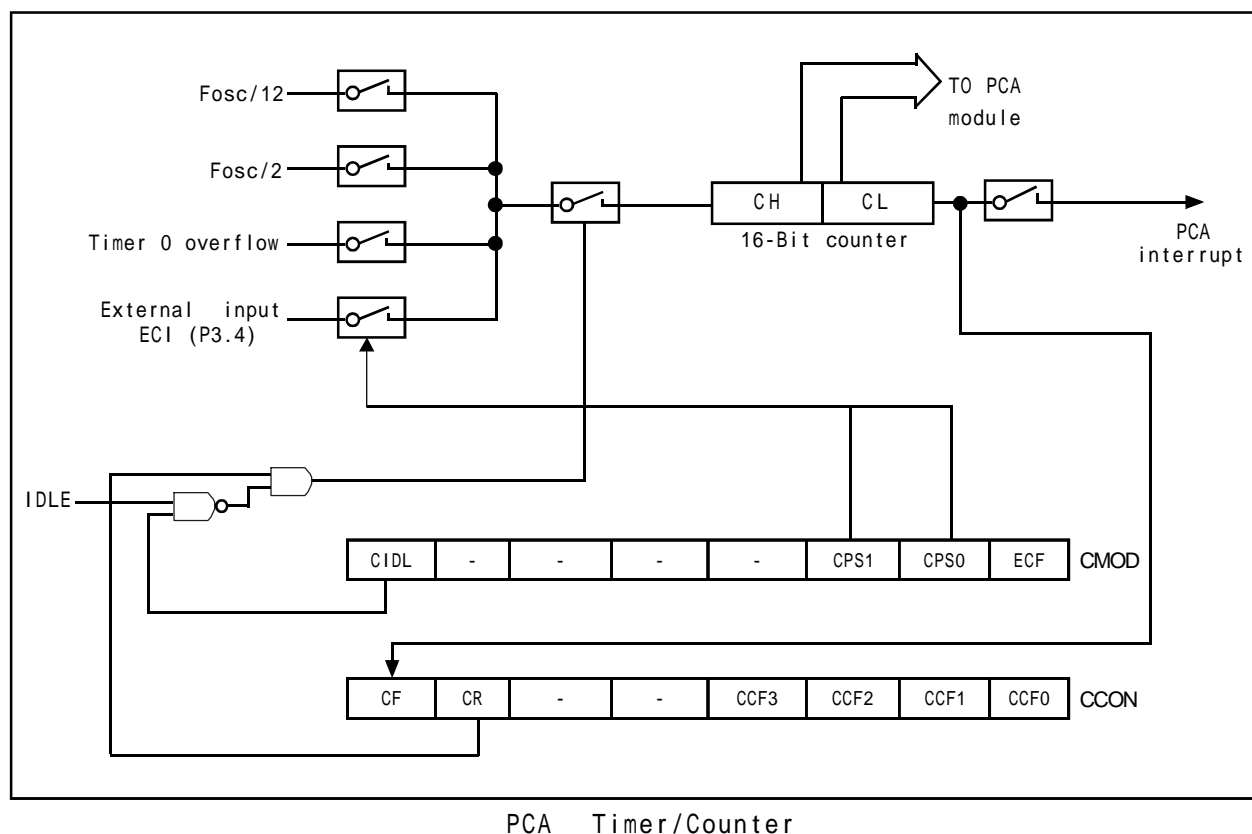 Fosc/12
TO PCA
module
Fosc/2
CH CL
16-Bit counter
PCA
interrupt
Timer 0 overflow
External input
ECI (P3.4)
IDLE
CIDL - - - - CPS1 CPS0 ECF CMOD
CF CR - - CCF3 CCF2 CCF1 CCF0 CCON
PCA Timer/Counter